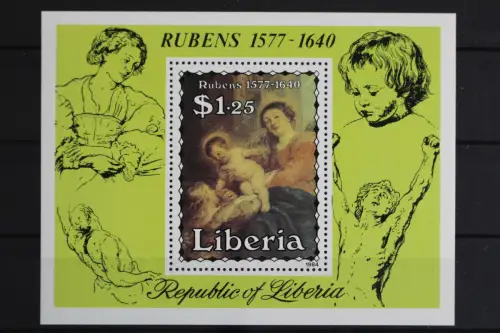 RUBENS 1577-1640
Rubens 1577-1640
$1·25
Liberia
1984
Republic of Liberia